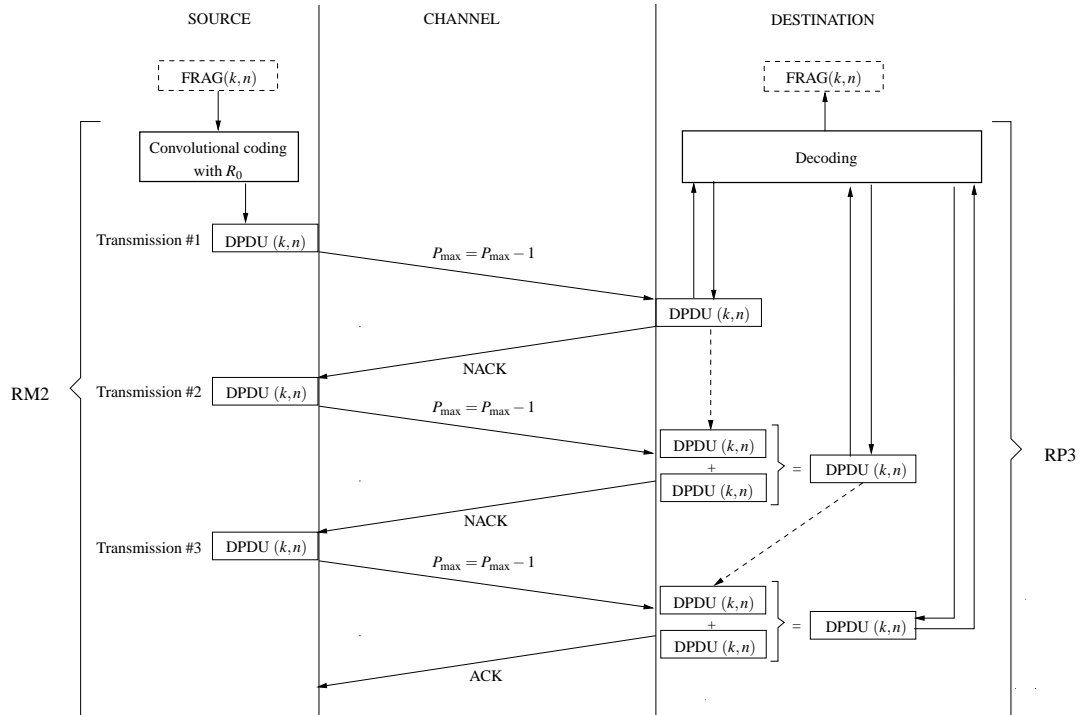 SOURCE
CHANNEL
DESTINATION
FRAG(k,n)
FRAG(k,n)
Convolutional coding
with R₀
Decoding
Transmission #1
DPDU (k,n)
Pmax = Pmax − 1
DPDU (k,n)
NACK
RM2
Transmission #2
DPDU (k,n)
Pmax = Pmax − 1
DPDU (k,n)
+
DPDU (k,n)
=
DPDU (k,n)
RP3
NACK
Transmission #3
DPDU (k,n)
Pmax = Pmax − 1
DPDU (k,n)
+
DPDU (k,n)
=
DPDU (k,n)
ACK